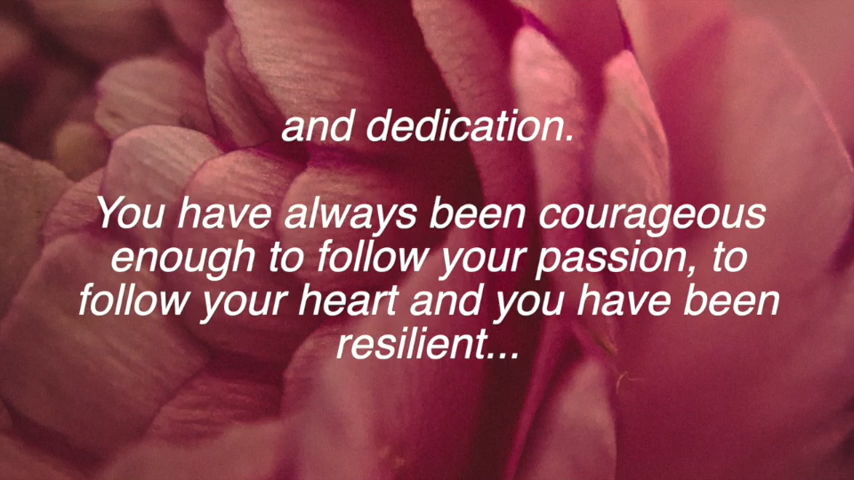 and dedication.
You have always been courageous
enough to follow your passion, to
follow your heart and you have been
resilient...